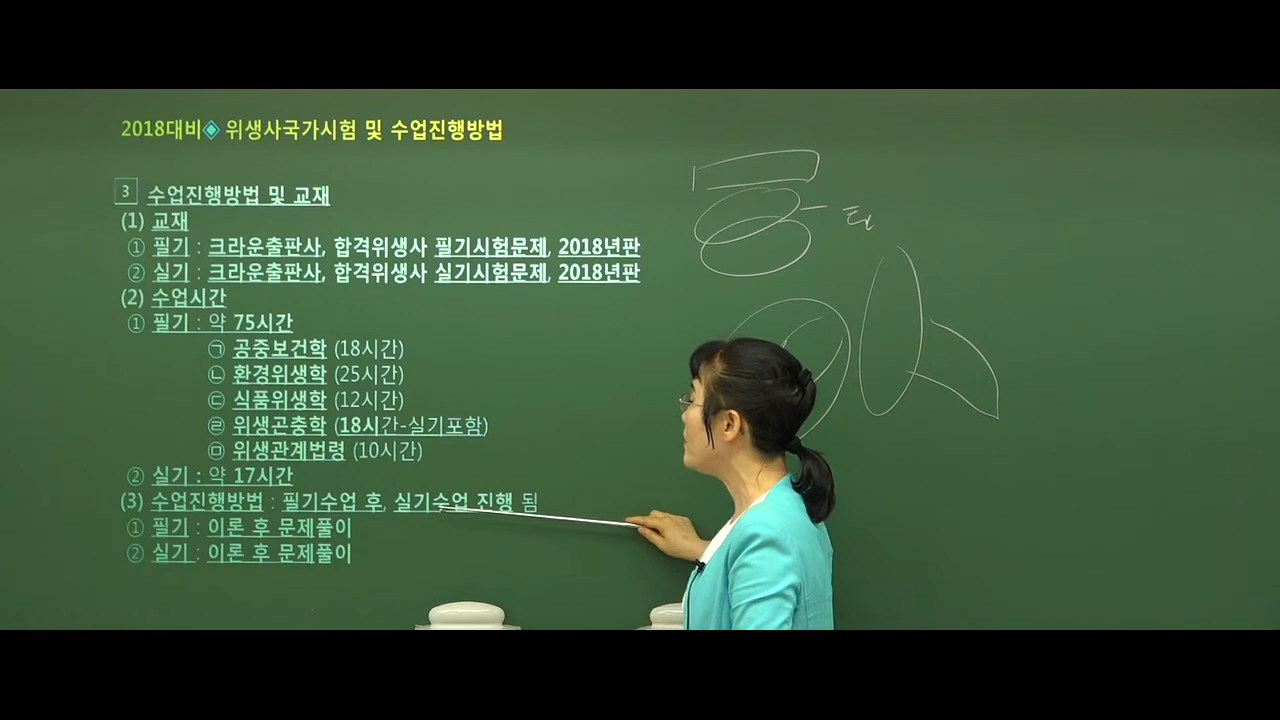 2018대비◈ 위생사국가시험 및 수업진행방법
3 수업진행방법 및 교재
(1) 교재
① 필기 : 크라운출판사, 합격위생사 필기시험문제, 2018년판
② 실기 : 크라운출판사, 합격위생사 실기시험문제, 2018년판
(2) 수업시간
① 필기 : 약 75시간
㉠ 공중보건학 (18시간)
㉡ 환경위생학 (25시간)
㉢ 식품위생학 (12시간)
㉣ 위생곤충학 (18시간-실기포함)
㉤ 위생관계법령 (10시간)
② 실기 : 약 17시간
(3) 수업진행방법 : 필기수업 후, 실기수업 진행 됨
① 필기 : 이론 후 문제풀이
② 실기 : 이론 후 문제풀이